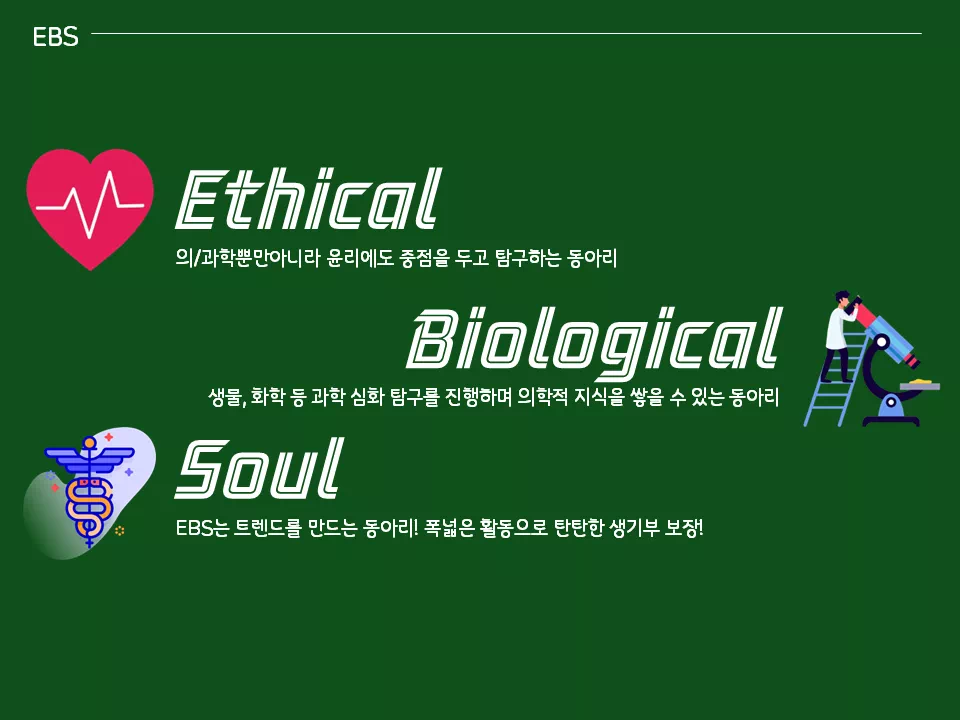 EBS
Ethical
의/과학뿐만아니라 윤리에도 중점을 두고 탐구하는 동아리
Biological
생물, 화학 등 과학 심화 탐구를 진행하며 의학적 지식을 쌓을 수 있는 동아리
Soul
EBS는 트렌드를 만드는 동아리! 폭넓은 활동으로 탄탄한 생기부 보장!